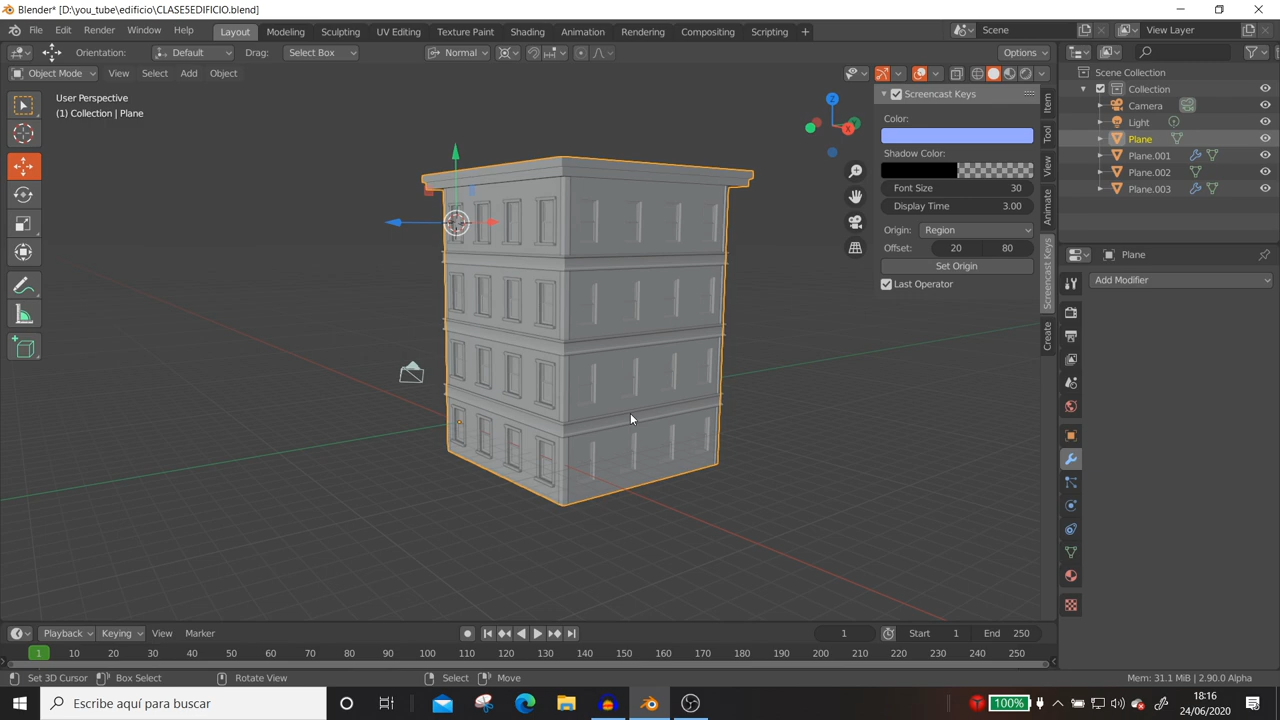 Blender* [D:\you_tube\edificio\CLASE5EDIFICIO.blend]
File Edit Render Window Help Layout Modeling Sculpting UV Editing Texture Paint Shading Animation Rendering Compositing Scripting + Scene View Layer
Orientation: Default Drag: Select Box Normal Options
Object Mode View Select Add Object
User Perspective
(1) Collection | Plane
Z
Y
X
Screencast Keys
Color:
Shadow Color:
Font Size 30
Display Time 3.00
Origin: Region
Offset: 20 80
Set Origin
Last Operator
Item
Tool
View
Animate
Screencast Keys
Create
Scene Collection
Collection
Camera
Light
Plane
Plane.001
Plane.002
Plane.003
Plane
Add Modifier
Playback Keying View Marker 1 Start 1 End 250
1 10 20 30 40 50 60 70 80 90 100 110 120 130 140 150 160 170 180 190 200 210 220 230 240 250
Set 3D Cursor Box Select Rotate View Select Move Mem: 31.1 MiB | 2.90.0 Alpha
Escribe aquí para buscar
100%
18:16
24/06/2020